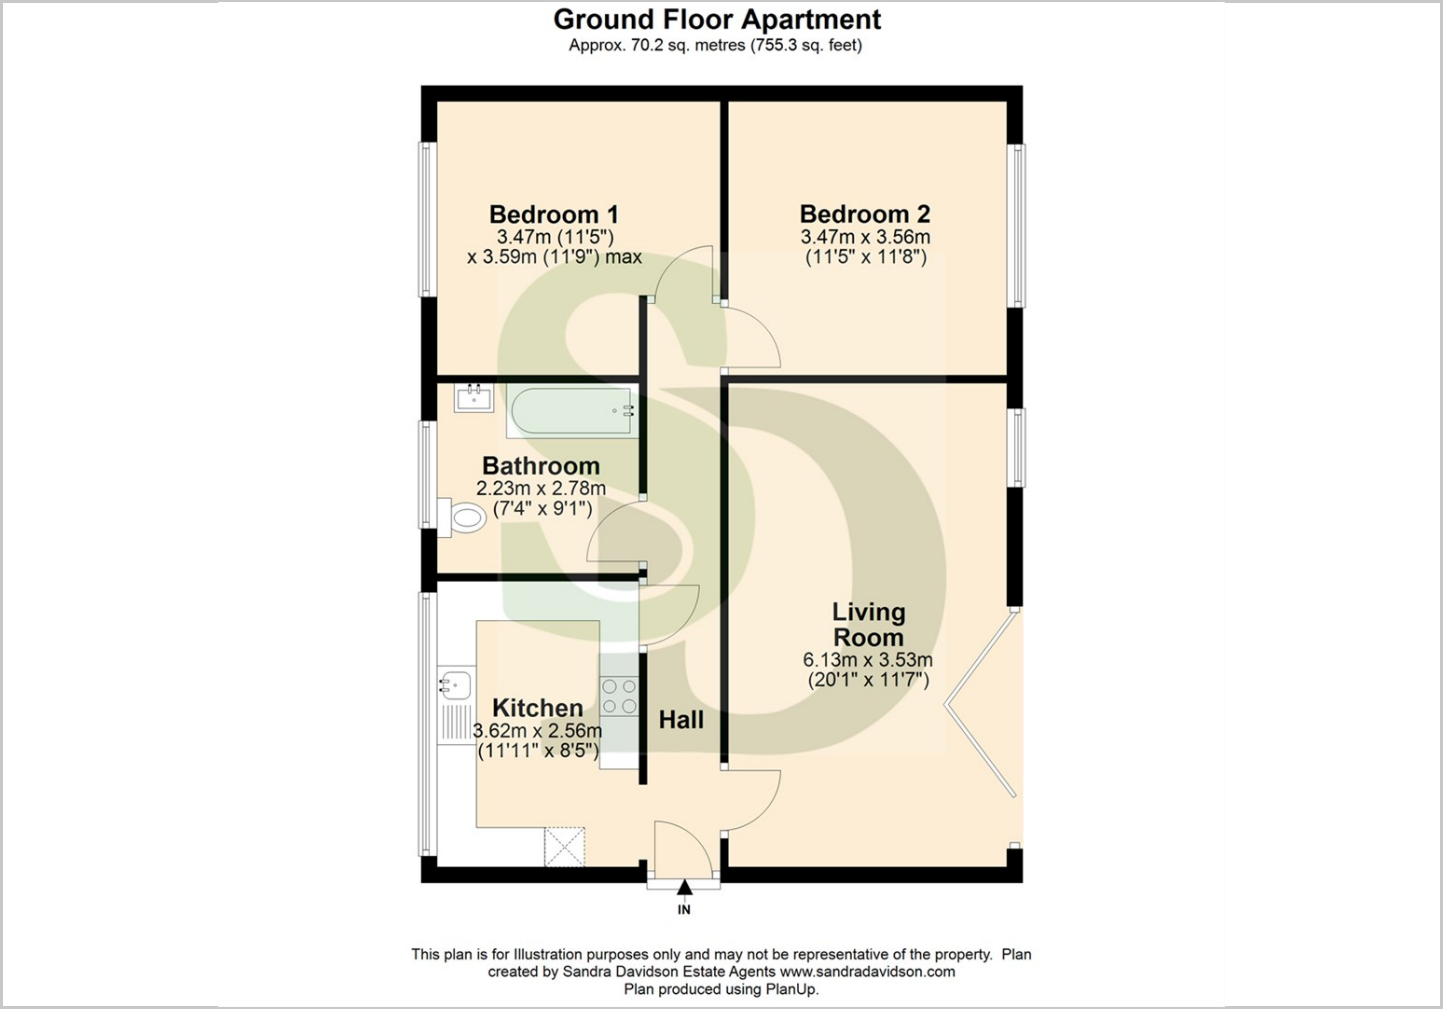 Ground Floor Apartment
Approx. 70.2 sq. metres (755.3 sq. feet)
Bedroom 1
3.47m (11'5")
x 3.59m (11'9") max
Bedroom 2
3.47m x 3.56m
(11'5" x 11'8")
Bathroom
2.23m x 2.78m
(7'4" x 9'1")
Living
Room
6.13m x 3.53m
(20'1" x 11'7")
Kitchen
3.62m x 2.56m
(11'11" x 8'5")
Hall
IN
This plan is for Illustration purposes only and may not be representative of the property.  Plan
created by Sandra Davidson Estate Agents www.sandradavidson.com
Plan produced using PlanUp.
SD